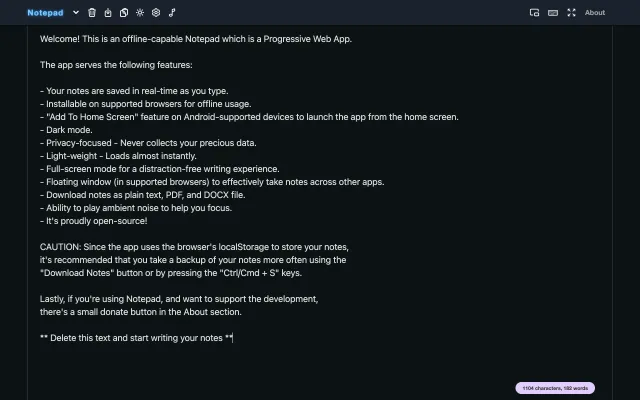 Notepad
About
Welcome! This is an offline-capable Notepad which is a Progressive Web App.
The app serves the following features:
- Your notes are saved in real-time as you type.
- Installable on supported browsers for offline usage.
- "Add To Home Screen" feature on Android-supported devices to launch the app from the home screen.
- Dark mode.
- Privacy-focused - Never collects your precious data.
- Light-weight - Loads almost instantly.
- Full-screen mode for a distraction-free writing experience.
- Floating window (in supported browsers) to effectively take notes across other apps.
- Download notes as plain text, PDF, and DOCX file.
- Ability to play ambient noise to help you focus.
- It's proudly open-source!
CAUTION: Since the app uses the browser's localStorage to store your notes,
it's recommended that you take a backup of your notes more often using the
"Download Notes" button or by pressing the "Ctrl/Cmd + S" keys.
Lastly, if you're using Notepad, and want to support the development,
there's a small donate button in the About section.
** Delete this text and start writing your notes **
1104 characters, 182 words